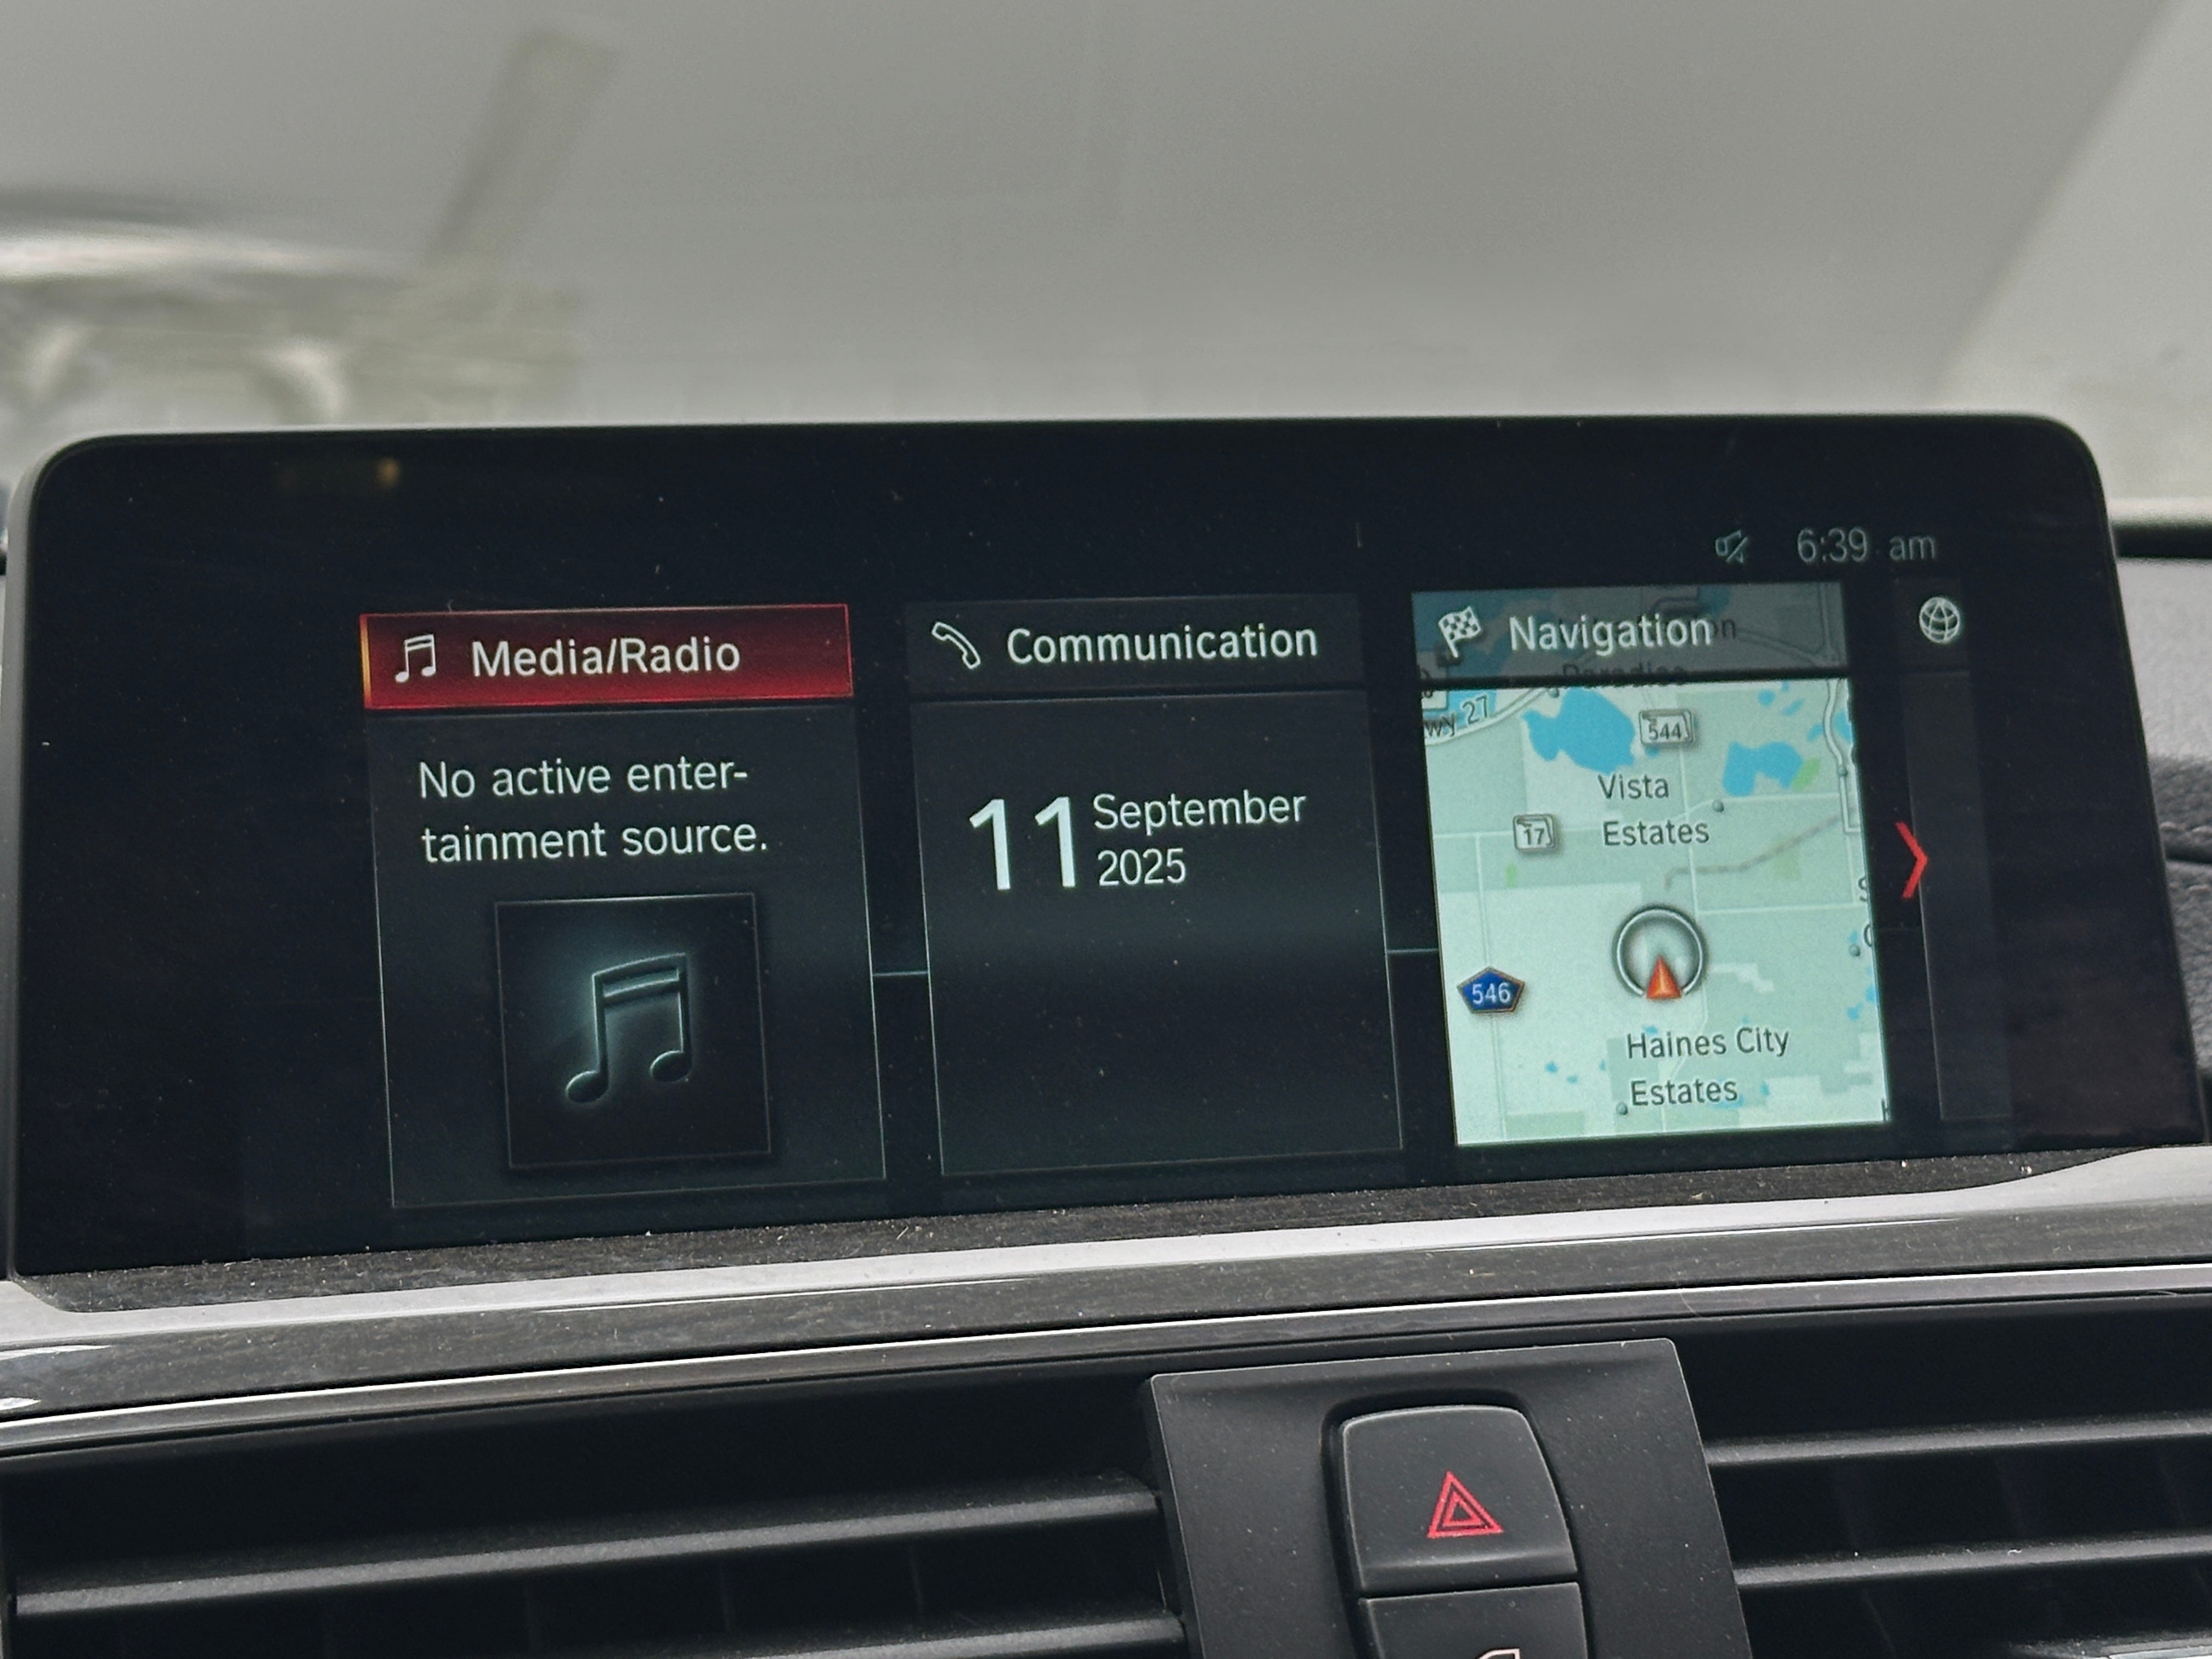 6:39 am
Media/Radio
Communication
Navigation
No active enter-
tainment source.
11 September
2025
wy 27
544
Vista
Estates
17
546
Haines City
Estates